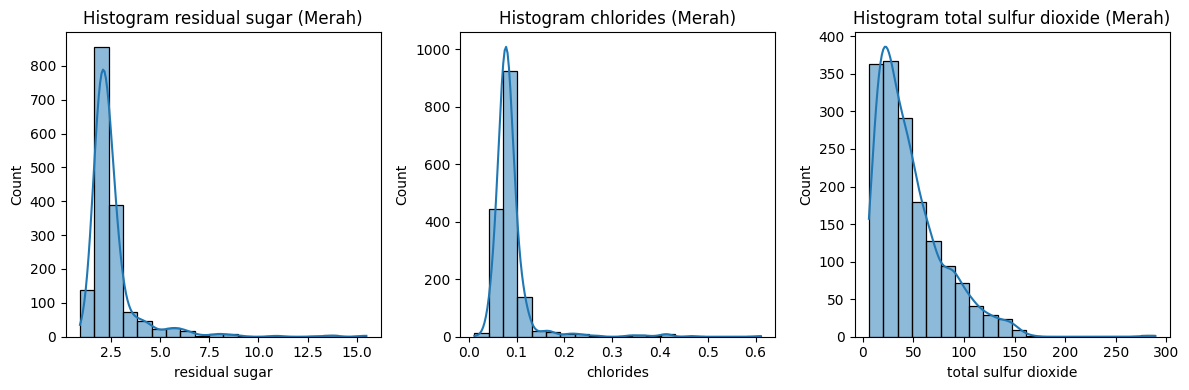 Histogram residual sugar (Merah)
800
700
600
500
400
300
200
100
0
Count
2.5 5.0 7.5 10.0 12.5 15.0
residual sugar
Histogram chlorides (Merah)
1000
800
600
400
200
0
Count
0.0 0.1 0.2 0.3 0.4 0.5 0.6
chlorides
Histogram total sulfur dioxide (Merah)
400
350
300
250
200
150
100
50
0
Count
0 50 100 150 200 250 300
total sulfur dioxide